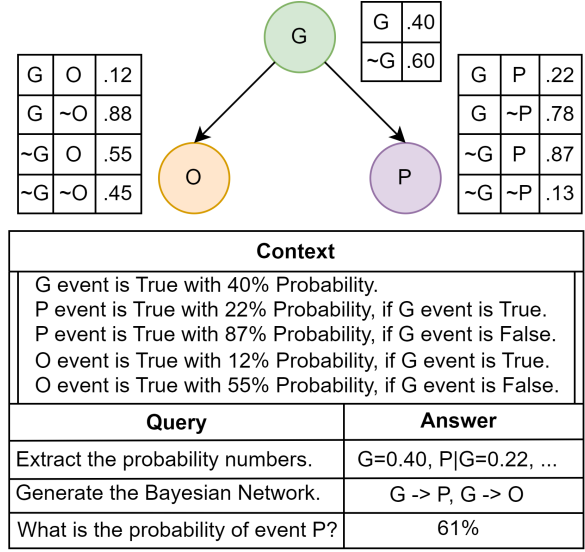 G
G .40
~G .60
G O .12
G ~O .88
~G O .55
~G ~O .45
G P .22
G ~P .78
~G P .87
~G ~P .13
O
P
Context
G event is True with 40% Probability.
P event is True with 22% Probability, if G event is True.
P event is True with 87% Probability, if G event is False.
O event is True with 12% Probability, if G event is True.
O event is True with 55% Probability, if G event is False.
Query Answer
Extract the probability numbers. G=0.40, P|G=0.22, ...
Generate the Bayesian Network. G -> P, G -> O
What is the probability of event P? 61%